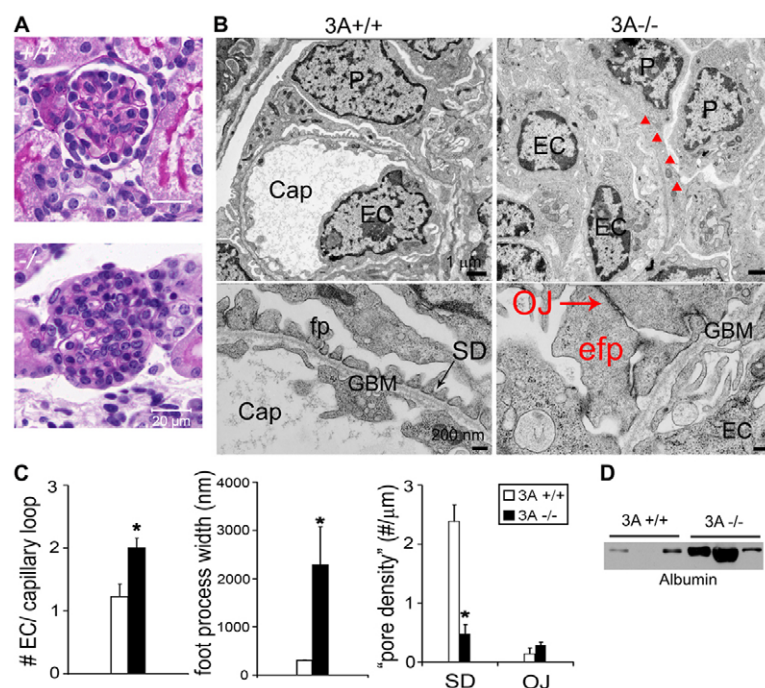 A
+/+
-/-
20 µm
B
3A+/+
3A-/-
P
Cap
EC
1 µm
P
P
EC
EC
fp
SD
GBM
Cap
200 nm
OJ
efp
GBM
EC
C
# EC/ capillary loop
3
2
1
0
*
foot process width (nm)
4000
3000
2000
1000
0
*
"pore density" (#/µm)
3
2
1
0
*
SD
OJ
3A +/+
3A -/-
D
3A +/+
3A -/-
Albumin